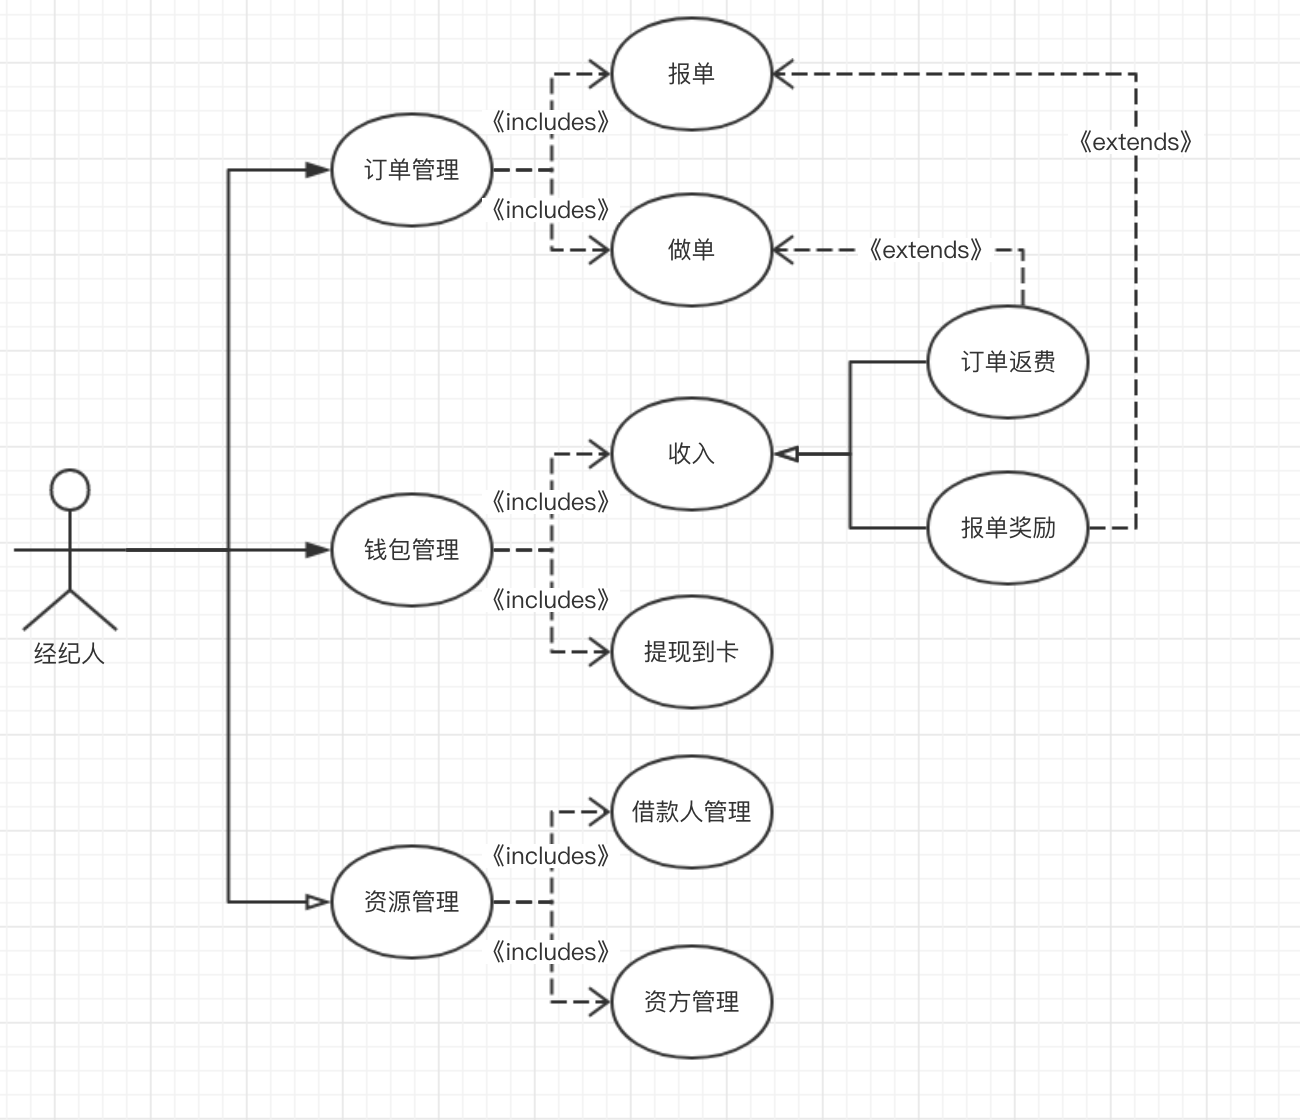 报单
《includes》
《extends》
订单管理
《includes》
做单
《extends》
订单返费
收入
《includes》
报单奖励
钱包管理
《includes》
提现到卡
经纪人
借款人管理
《includes》
资源管理
《includes》
资方管理